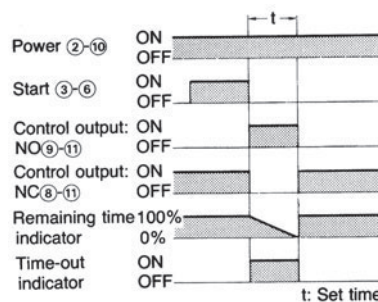 t
Power ②-⑩ ON
OFF
Start ③-⑥ ON
OFF
Control output: ON
NO⑨-⑪ OFF
Control output: ON
NC⑧-⑪ OFF
Remaining time 100%
indicator 0%
Time-out ON
indicator OFF
t: Set time